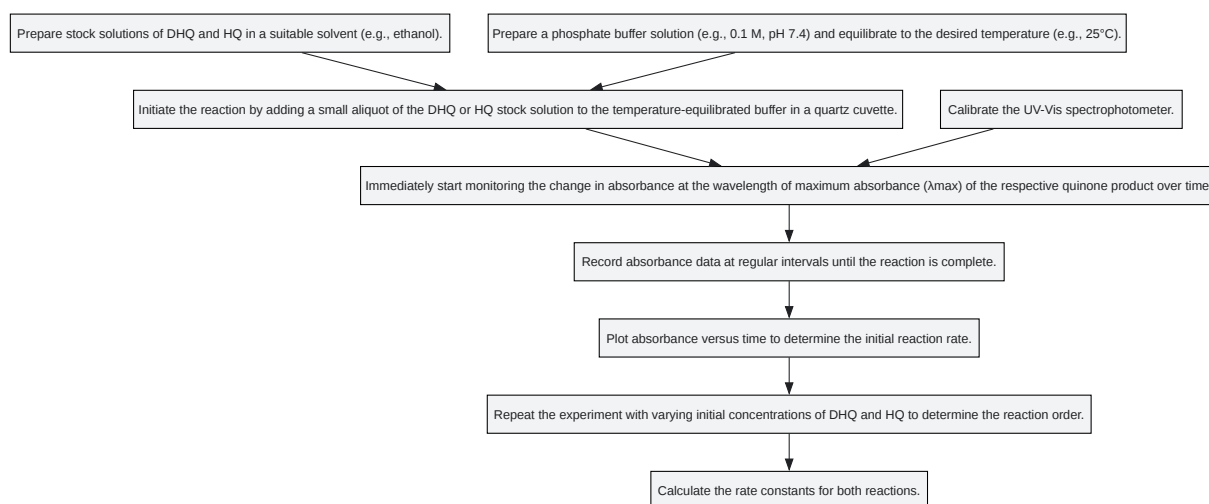 Prepare stock solutions of DHQ and HQ in a suitable solvent (e.g., ethanol).
Prepare a phosphate buffer solution (e.g., 0.1 M, pH 7.4) and equilibrate to the desired temperature (e.g., 25°C).
Initiate the reaction by adding a small aliquot of the DHQ or HQ stock solution to the temperature-equilibrated buffer in a quartz cuvette.
Calibrate the UV-Vis spectrophotometer.
Immediately start monitoring the change in absorbance at the wavelength of maximum absorbance (λmax) of the respective quinone product over time
Record absorbance data at regular intervals until the reaction is complete.
Plot absorbance versus time to determine the initial reaction rate.
Repeat the experiment with varying initial concentrations of DHQ and HQ to determine the reaction order.
Calculate the rate constants for both reactions.